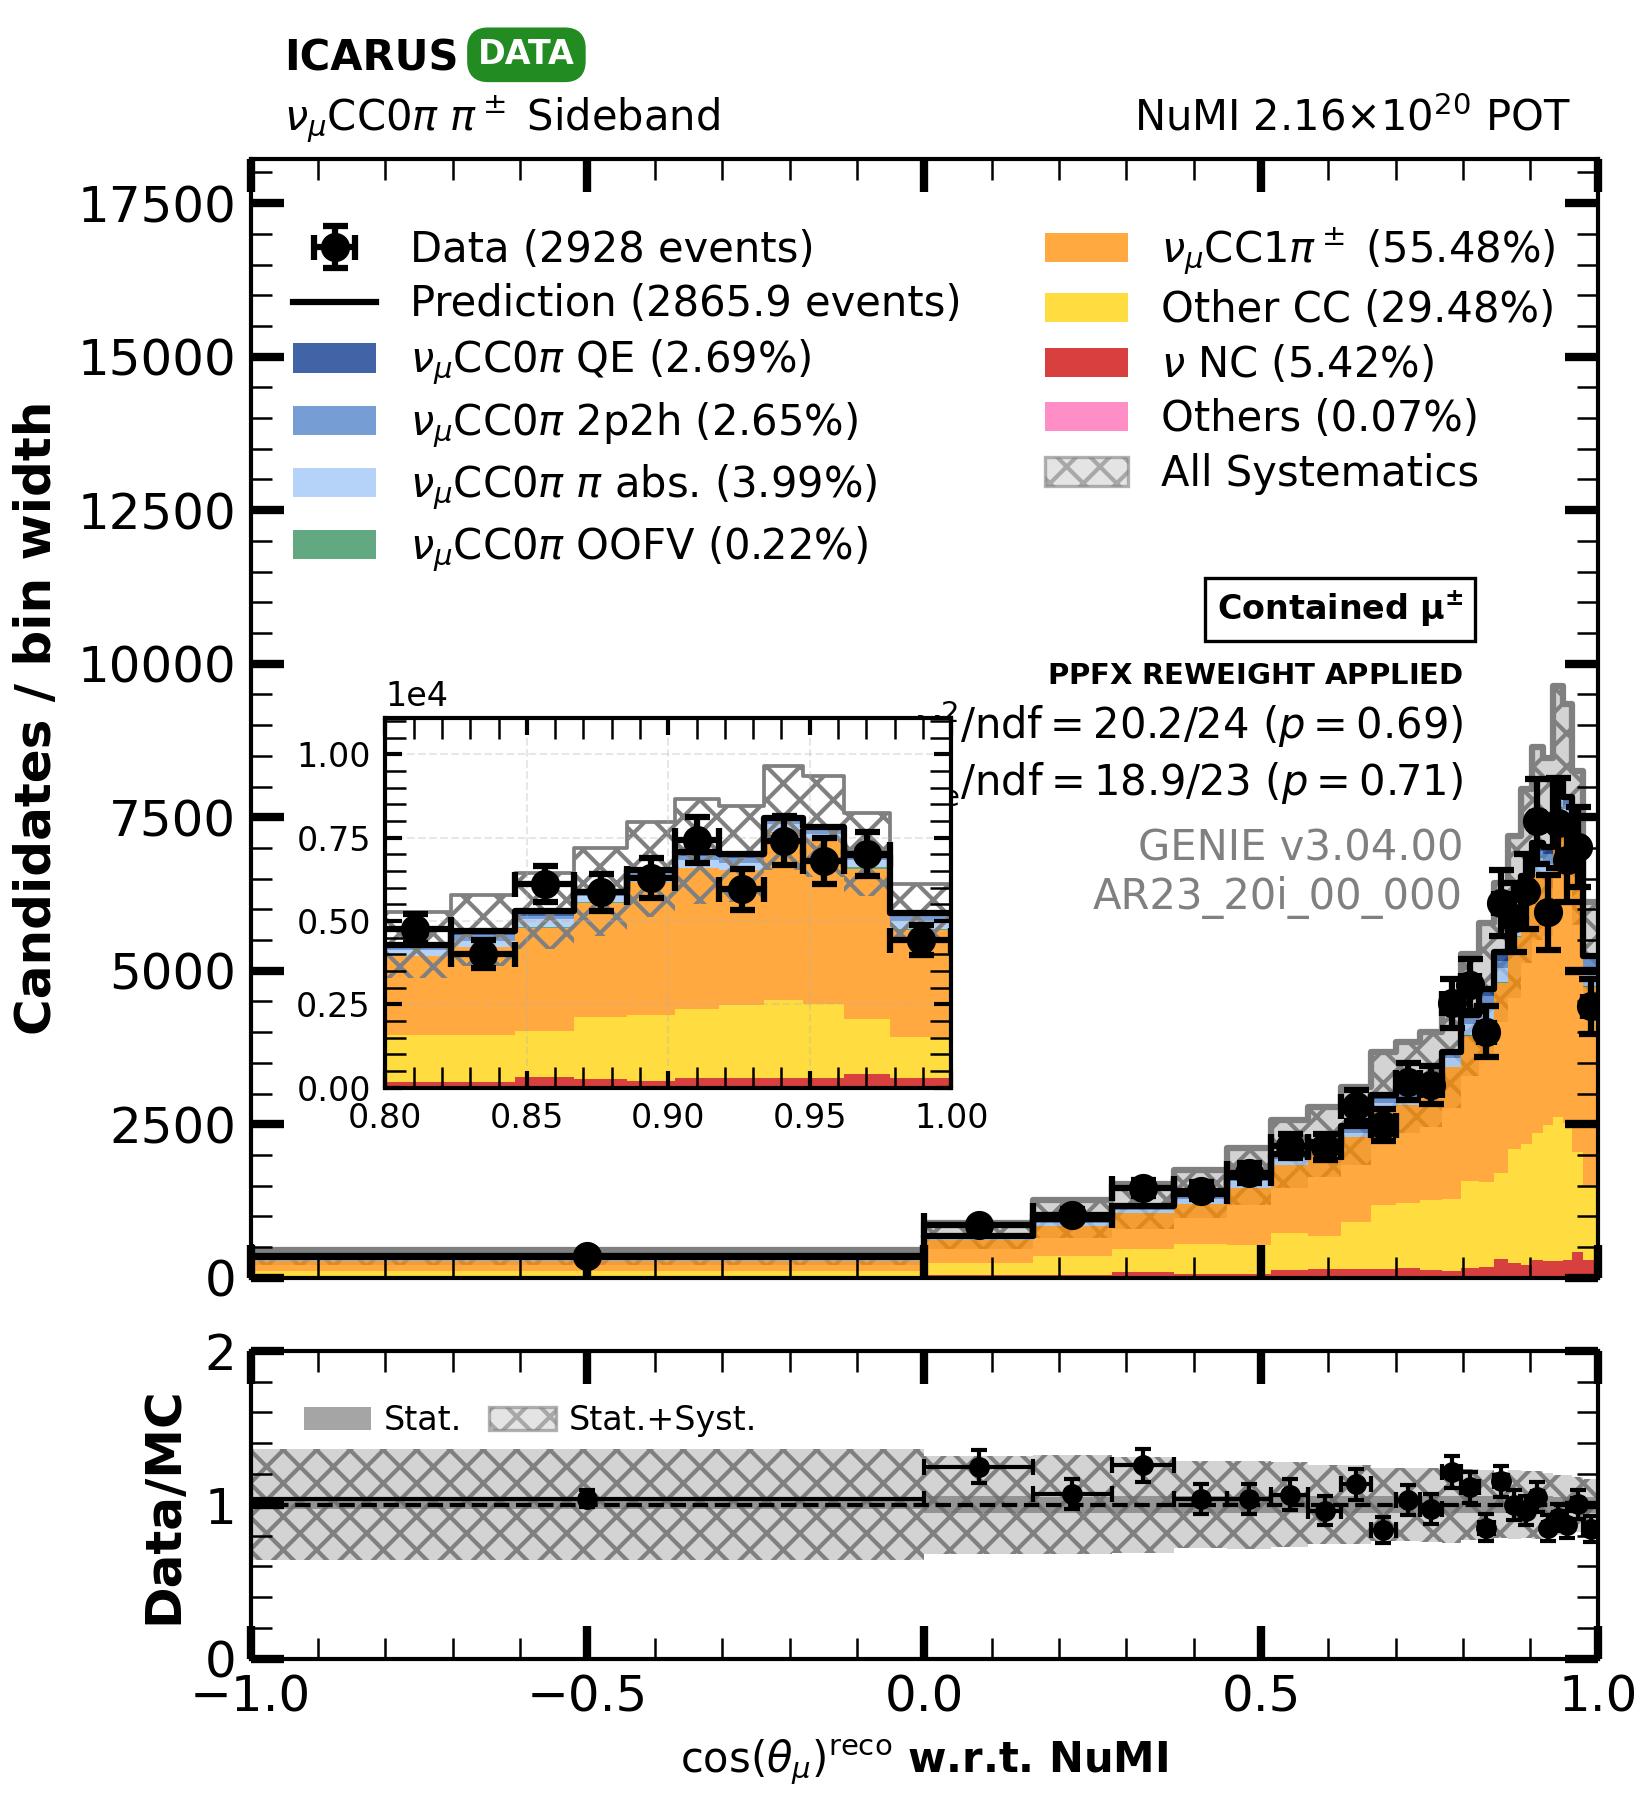 ICARUS DATA
νμCC0π π± Sideband
NuMI 2.16×10²⁰ POT
17500
15000
12500
10000
7500
5000
2500
0
Candidates / bin width
Data (2928 events)
Prediction (2865.9 events)
νμCC0π QE (2.69%)
νμCC0π 2p2h (2.65%)
νμCC0π π abs. (3.99%)
νμCC0π OOFV (0.22%)
νμCC1π± (55.48%)
Other CC (29.48%)
ν NC (5.42%)
Others (0.07%)
All Systematics
Contained μ±
PPFX REWEIGHT APPLIED
²/ndf = 20.2/24 (p = 0.69)
/ndf = 18.9/23 (p = 0.71)
GENIE v3.04.00
AR23_20i_00_000
1e4
1.00
0.75
0.50
0.25
0.00
0.80 0.85 0.90 0.95 1.00
2
1
0
Data/MC
Stat. Stat.+Syst.
−1.0 −0.5 0.0 0.5 1.0
cos(θμ)ʳᵉᶜᵒ w.r.t. NuMI